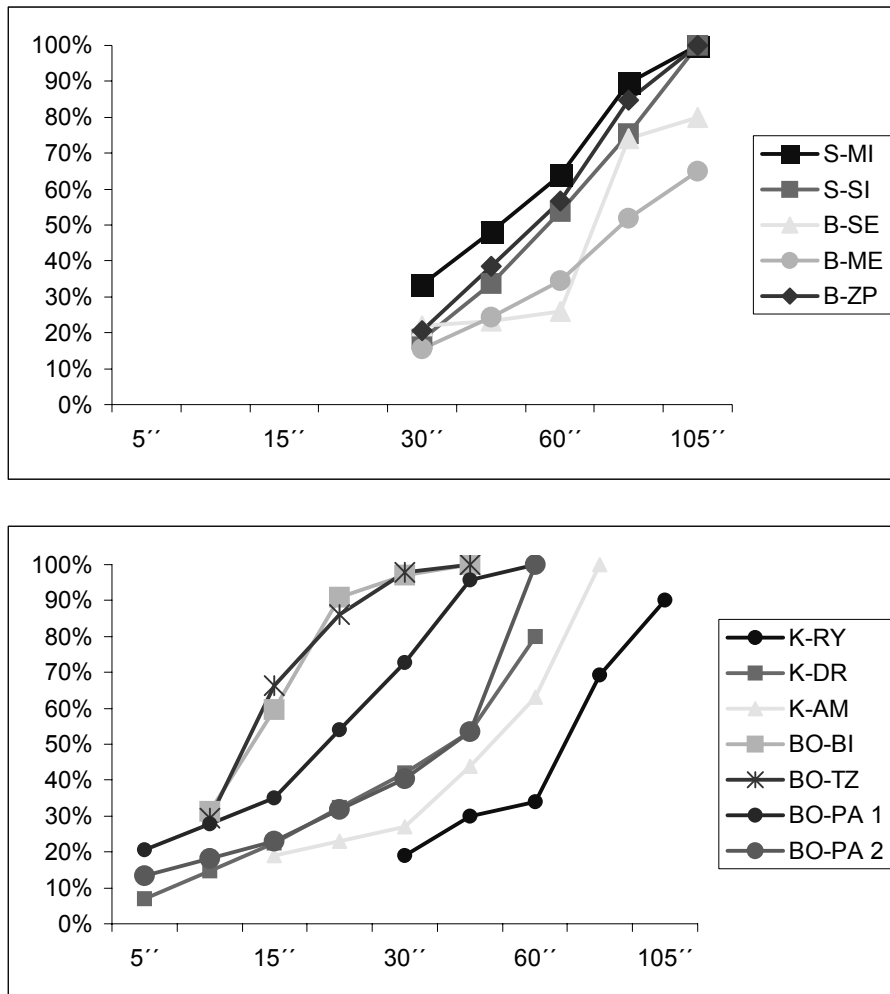 100%
90%
80%
70%
60%
50%
40%
30%
20%
10%
0%
5´´ 15´´ 30´´ 60´´ 105´´
S-MI
S-SI
B-SE
B-ME
B-ZP
100%
90%
80%
70%
60%
50%
40%
30%
20%
10%
0%
5´´ 15´´ 30´´ 60´´ 105´´
K-RY
K-DR
K-AM
BO-BI
BO-TZ
BO-PA 1
BO-PA 2